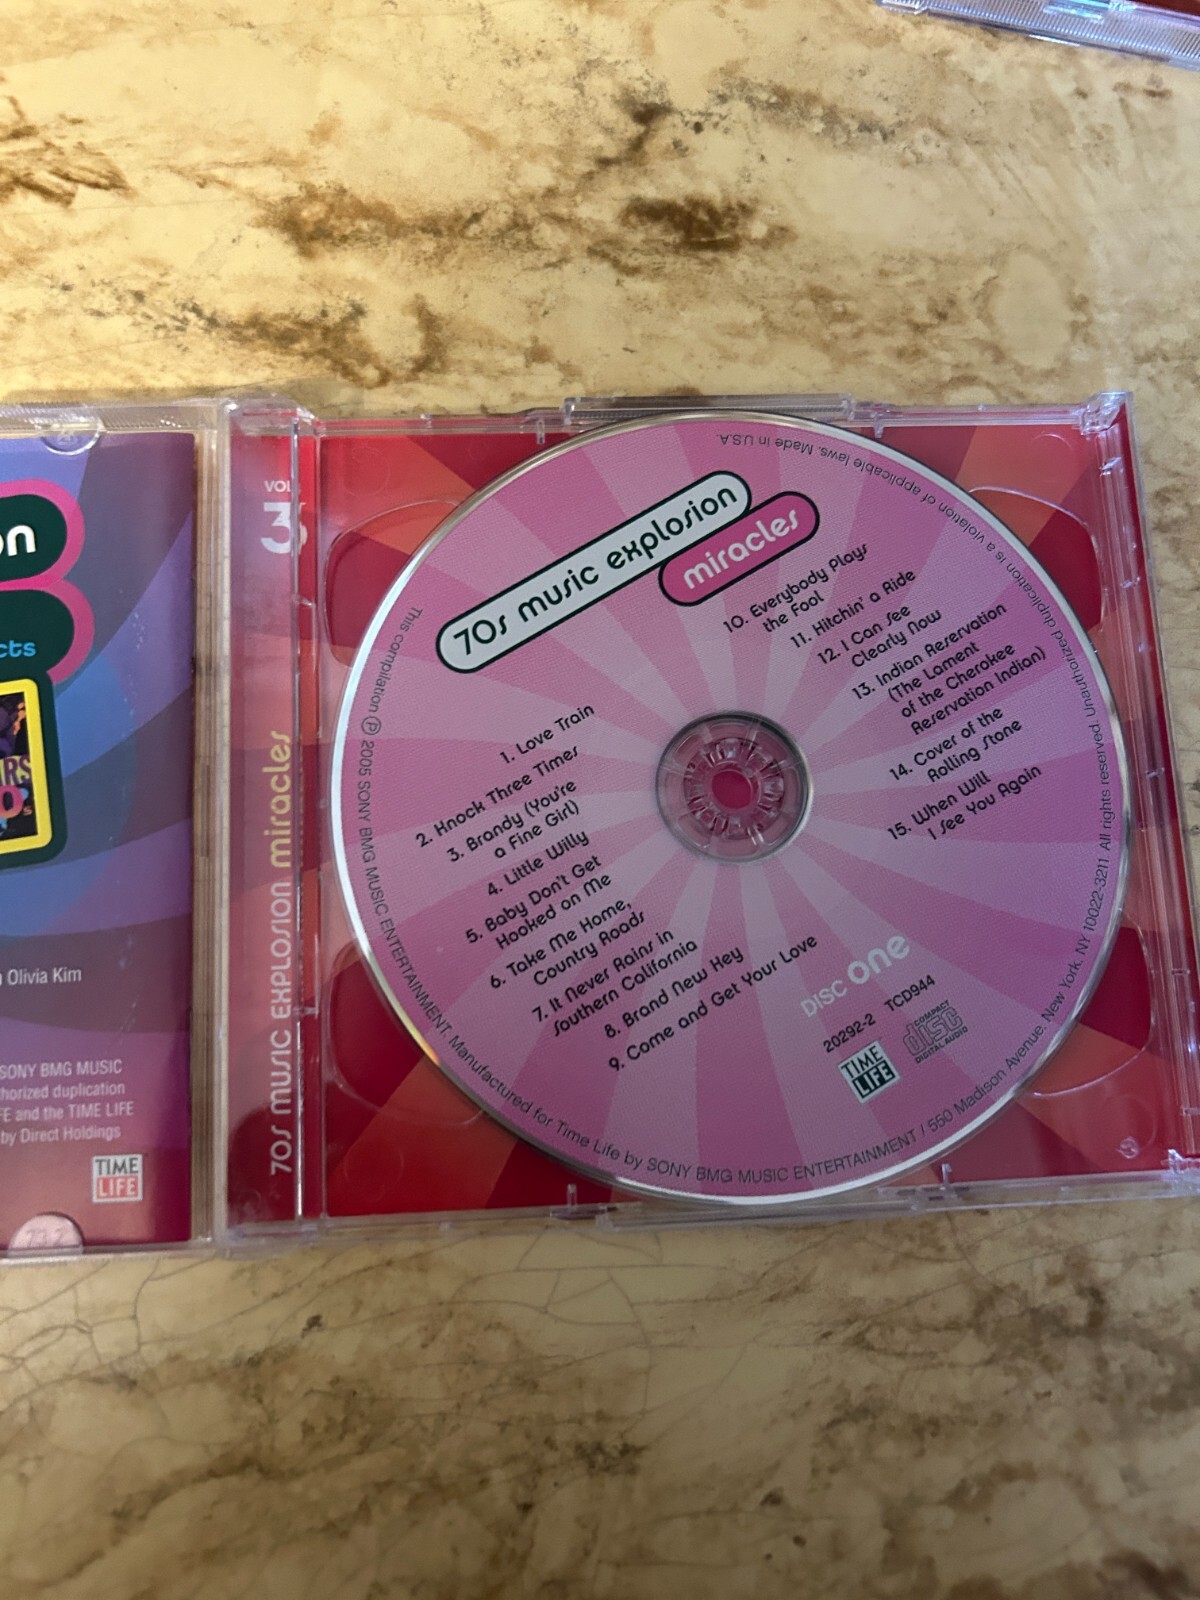 on
cts
IRS
n Olivia Kim
SONY BMG MUSIC
horized duplication
FE and the TIME LIFE
by Direct Holdings
TIME
LIFE
VOL
3
70s MUSIC EXPLOSION miracles
70s music explosion
miracles
1. Love Train
2. Knock Three Times
3. Brandy (You're
a Fine Girl)
4. Little Willy
5. Baby Don't Get
Hooked on Me
6. Take Me Home,
Country Roads
7. It Never Rains in
Southern California
8. Brand New Key
9. Come and Get Your Love
10. Everybody Plays
the Fool
11. Hitchin' a Ride
12. I Can See
Clearly Now
13. Indian Reservation
(The Lament
of the Cherokee
Reservation Indian)
14. Cover of the
Rolling Stone
15. When Will
I See You Again
DISC ONE
20292-2 TCD944
TIME
LIFE
COMPACT
disc
DIGITAL AUDIO
This compilation ℗ 2005 SONY BMG MUSIC ENTERTAINMENT. Manufactured for Time Life by SONY BMG MUSIC ENTERTAINMENT / 550 Madison Avenue. New York. NY 10022-3211. All rights reserved. Unauthorized duplication is a violation of applicable laws. Made in U.S.A.